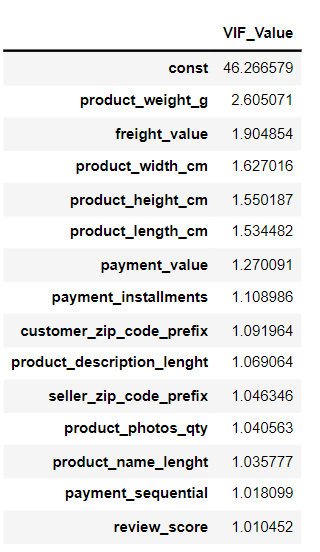 VIF_Value
const 46.266579
product_weight_g 2.605071
freight_value 1.904854
product_width_cm 1.627016
product_height_cm 1.550187
product_length_cm 1.534482
payment_value 1.270091
payment_installments 1.108986
customer_zip_code_prefix 1.091964
product_description_lenght 1.069064
seller_zip_code_prefix 1.046346
product_photos_qty 1.040563
product_name_lenght 1.035777
payment_sequential 1.018099
review_score 1.010452